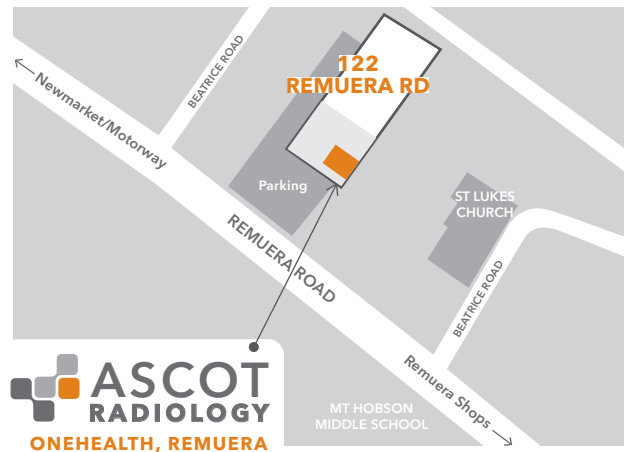 122
REMUERA RD
BEATRICE ROAD
Newmarket/Motorway
Parking
ST LUKES
CHURCH
REMUERA ROAD
BEATRICE ROAD
Remuera Shops
ASCOT
RADIOLOGY
ONEHEALTH, REMUERA
MT HOBSON
MIDDLE SCHOOL